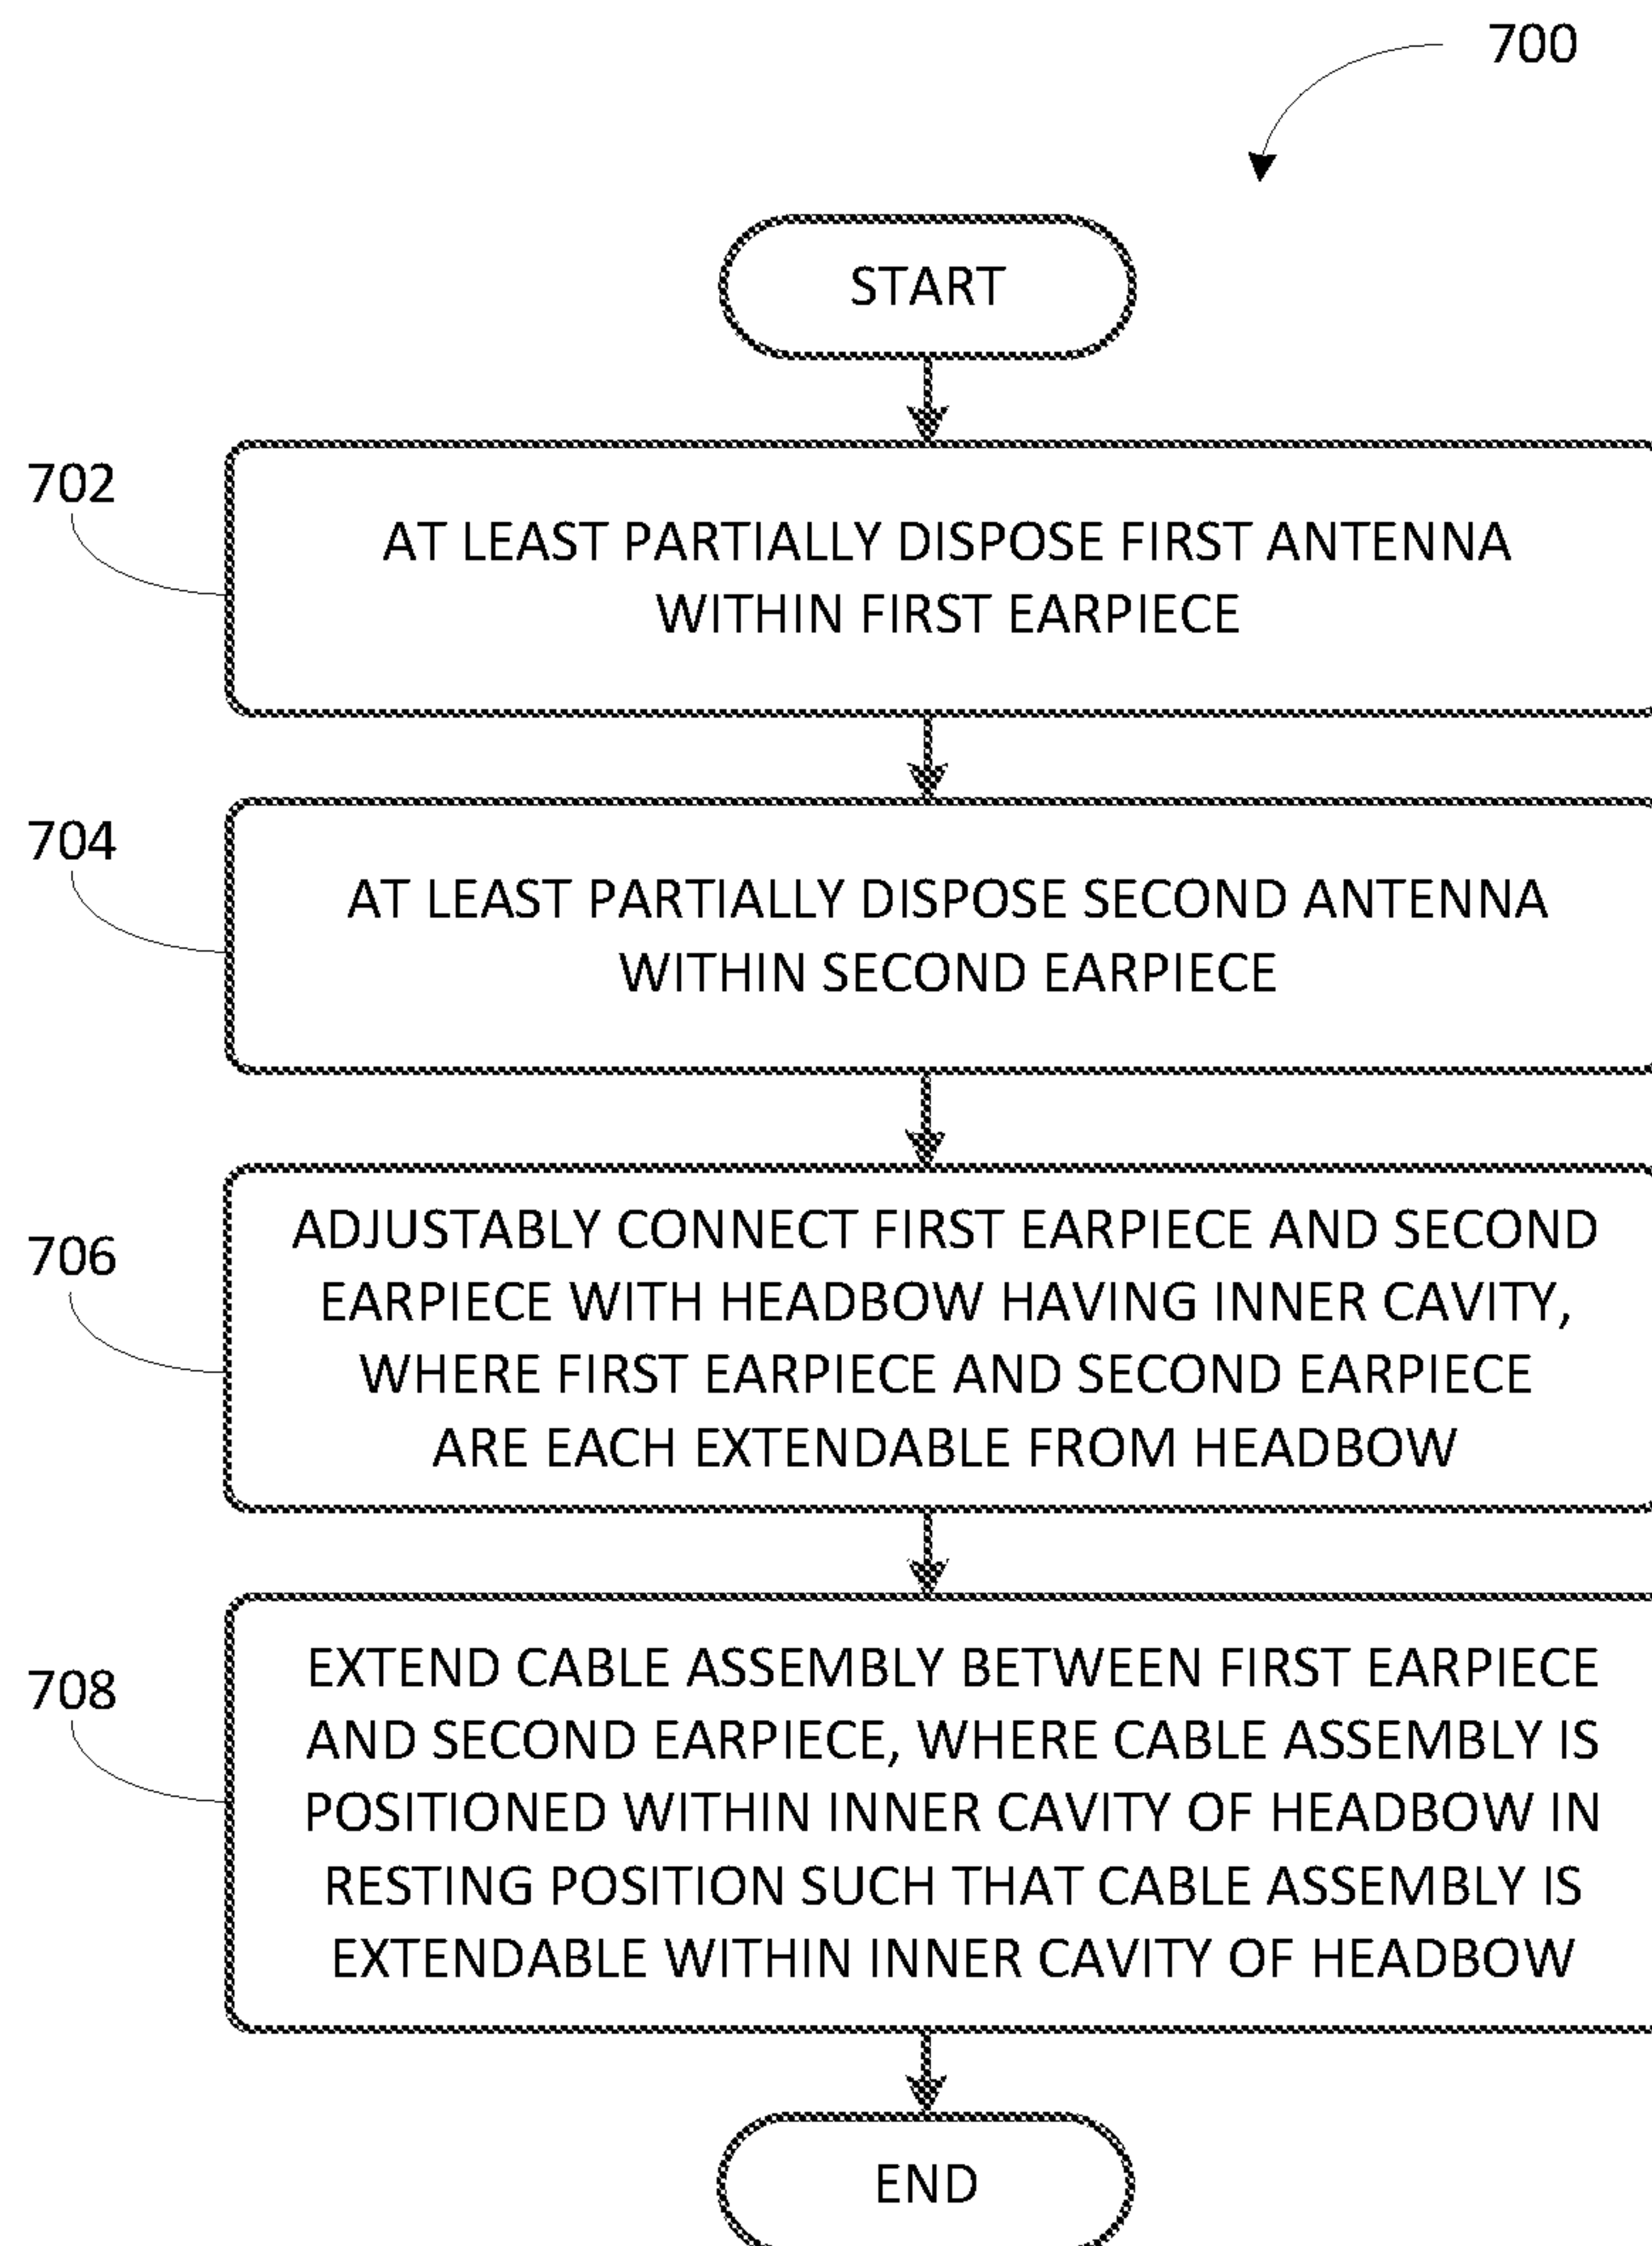 700
START
702
AT LEAST PARTIALLY DISPOSE FIRST ANTENNA
WITHIN FIRST EARPIECE
704
AT LEAST PARTIALLY DISPOSE SECOND ANTENNA
WITHIN SECOND EARPIECE
706
ADJUSTABLY CONNECT FIRST EARPIECE AND SECOND
EARPIECE WITH HEADBOW HAVING INNER CAVITY,
WHERE FIRST EARPIECE AND SECOND EARPIECE
ARE EACH EXTENDABLE FROM HEADBOW
708
EXTEND CABLE ASSEMBLY BETWEEN FIRST EARPIECE
AND SECOND EARPIECE, WHERE CABLE ASSEMBLY IS
POSITIONED WITHIN INNER CAVITY OF HEADBOW IN
RESTING POSITION SUCH THAT CABLE ASSEMBLY IS
EXTENDABLE WITHIN INNER CAVITY OF HEADBOW
END